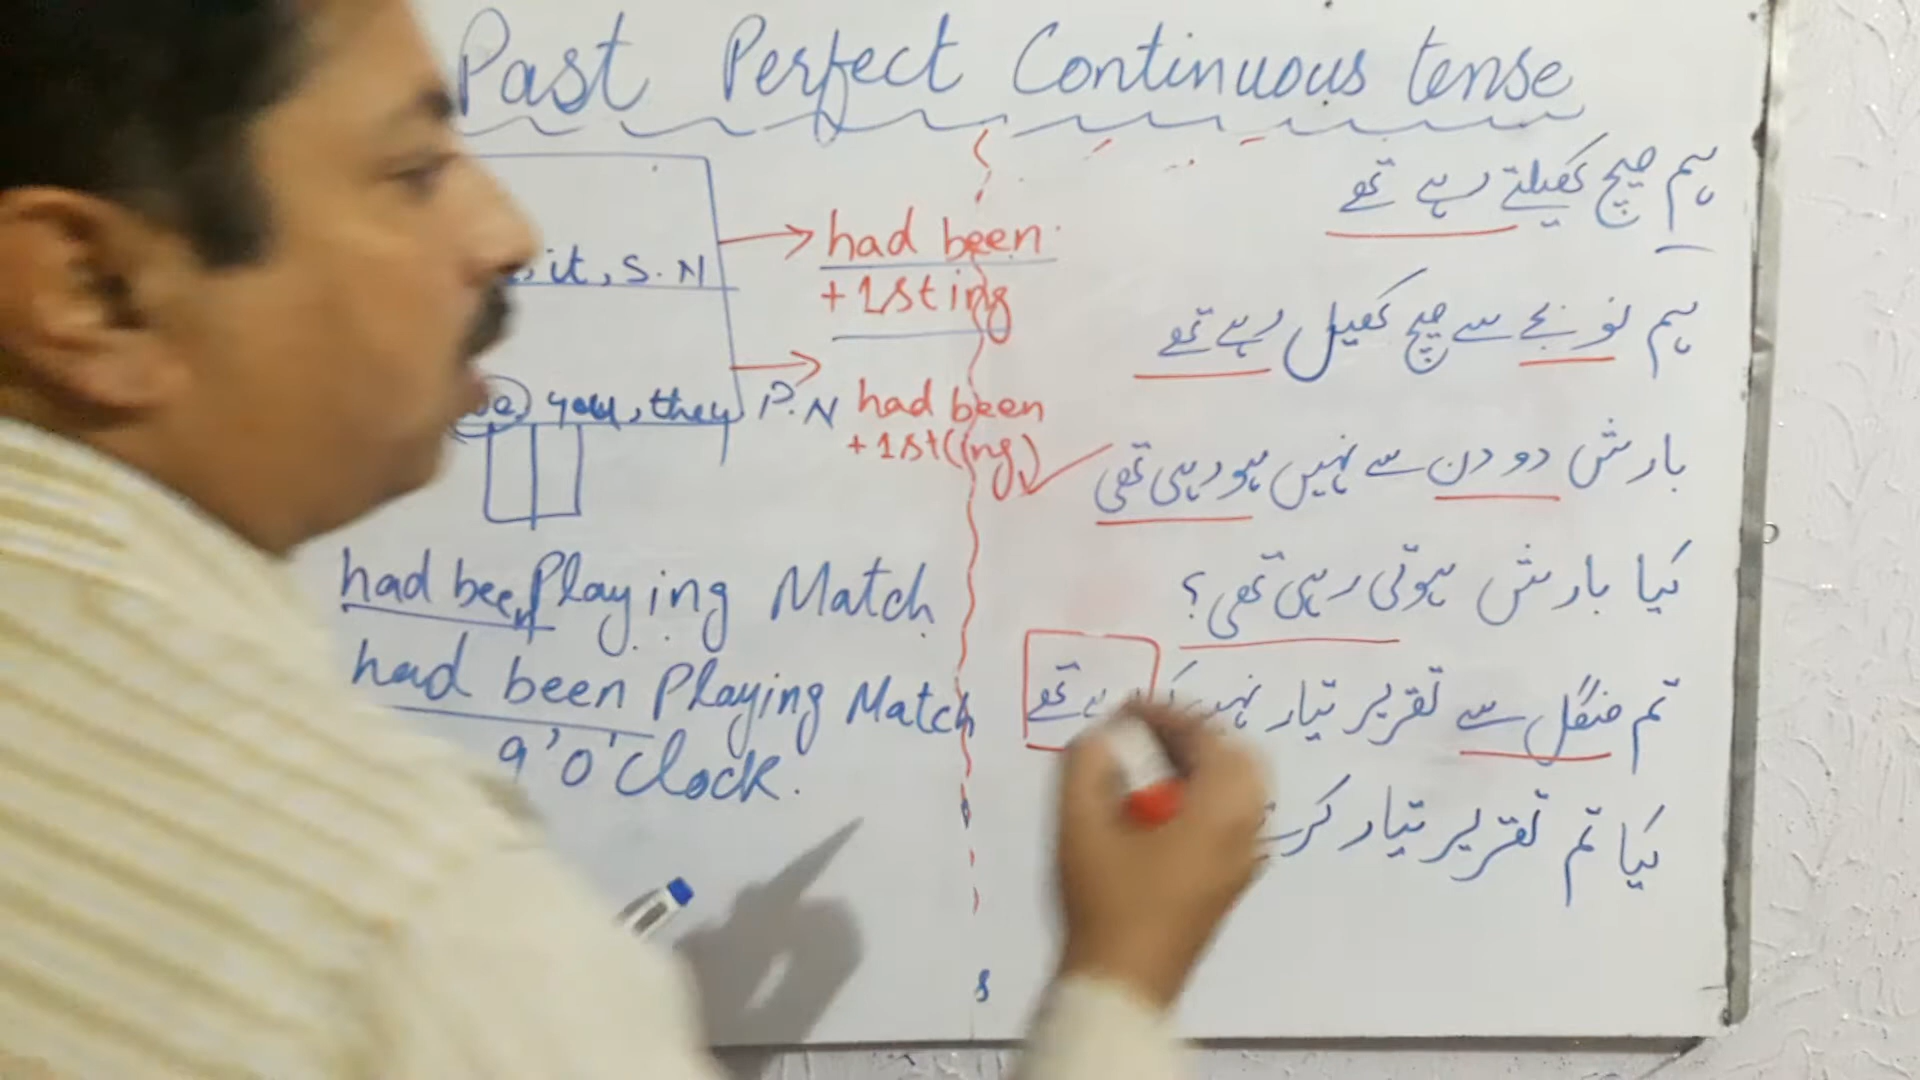 Past Perfect Continuous tense
it, S.N
had been
+1st ing
you, they, P.N had been
+1st(ing)
had been Playing Match
had been Playing Match
9'O'Clock.
ہم میچ کھیلتے رہے تھے
ہم نو بجے سے میچ کھیل رہے تھے
بارش دو دن سے نہیں ہو رہی تھی
کیا بارش ہوتی رہی تھی؟
تم منگل سے تقریر تیار نہیں تھے
کیا تم تقریر تیار